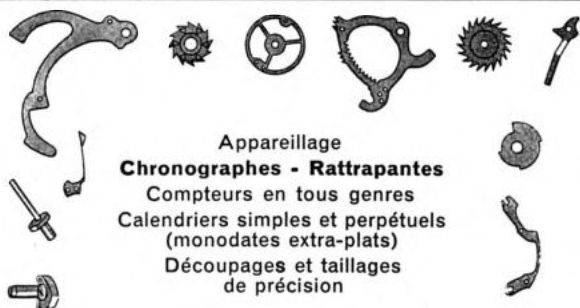 Appareillage
Chronographes - Rattrapantes
Compteurs en tous genres
Calendriers simples et perpétuels
(monodates extra-plats)
Découpages et taillages
de précision